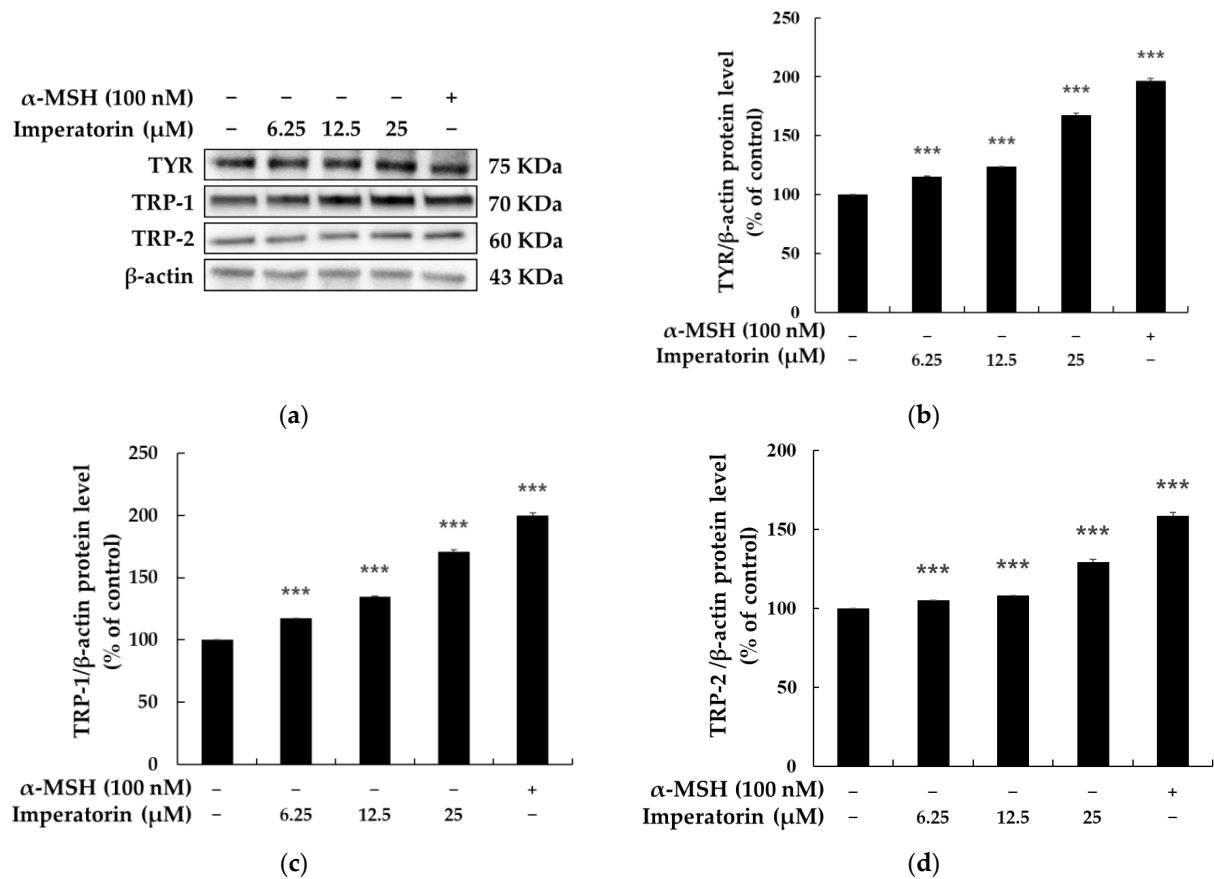 α-MSH (100 nM) – – – – +
Imperatorin (μM) – 6.25 12.5 25 –
TYR 75 KDa
TRP-1 70 KDa
TRP-2 60 KDa
β-actin 43 KDa
(a)
TYR/β-actin protein level
(% of control)
250
200
150
100
50
0
***
***
***
***
α-MSH (100 nM) – – – – +
Imperatorin (μM) – 6.25 12.5 25 –
(b)
TRP-1/β-actin protein level
(% of control)
250
200
150
100
50
0
***
***
***
***
α-MSH (100 nM) – – – – +
Imperatorin (μM) – 6.25 12.5 25 –
(c)
TRP-2 /β-actin protein level
(% of control)
200
150
100
50
0
***
***
***
***
α-MSH (100 nM) – – – – +
Imperatorin (μM) – 6.25 12.5 25 –
(d)